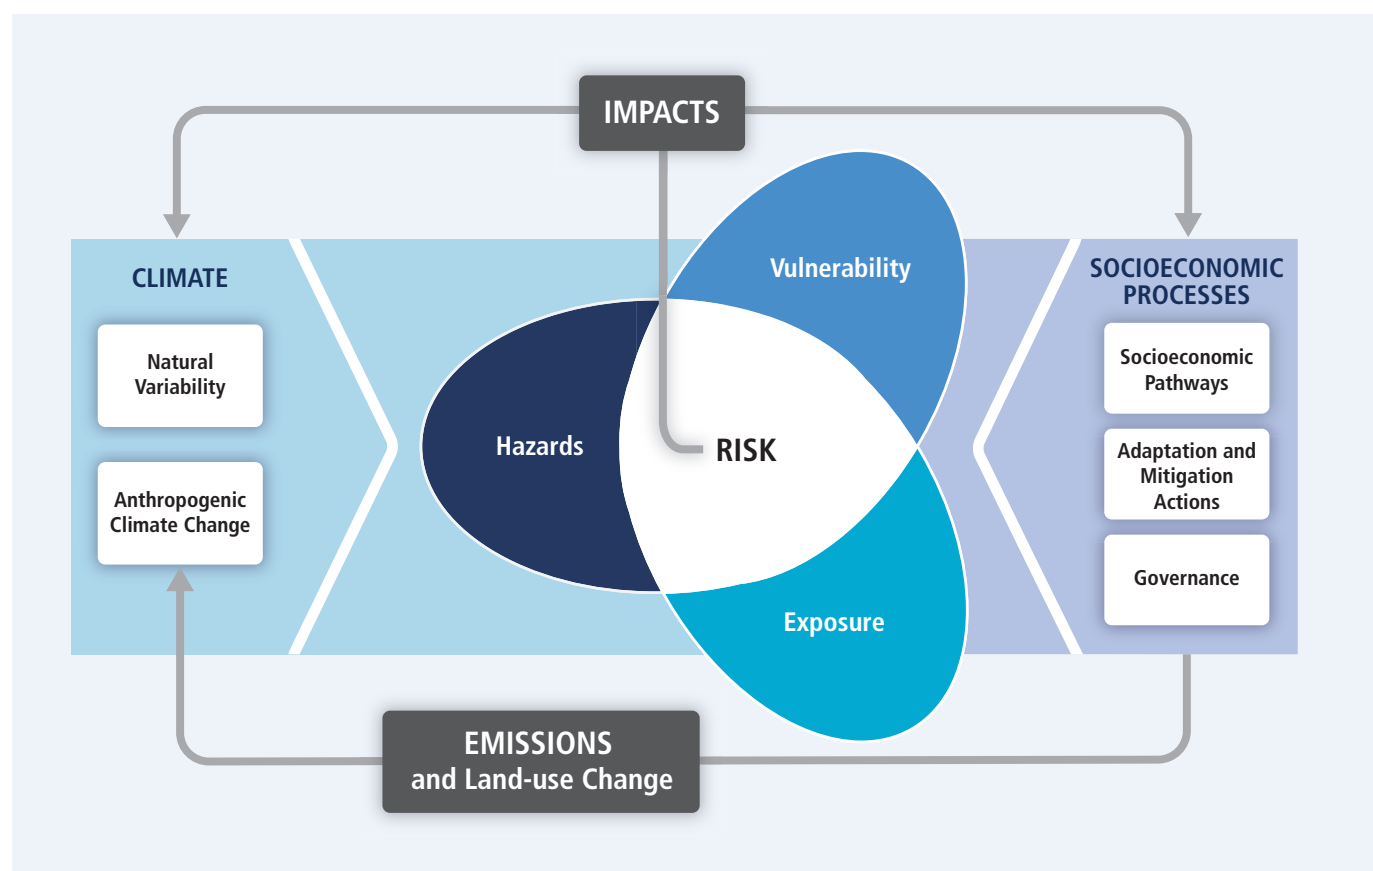 IMPACTS
CLIMATE
Natural
Variability
Anthropogenic
Climate Change
Vulnerability
Hazards
RISK
Exposure
SOCIOECONOMIC
PROCESSES
Socioeconomic
Pathways
Adaptation and
Mitigation
Actions
Governance
EMISSIONS
and Land-use Change